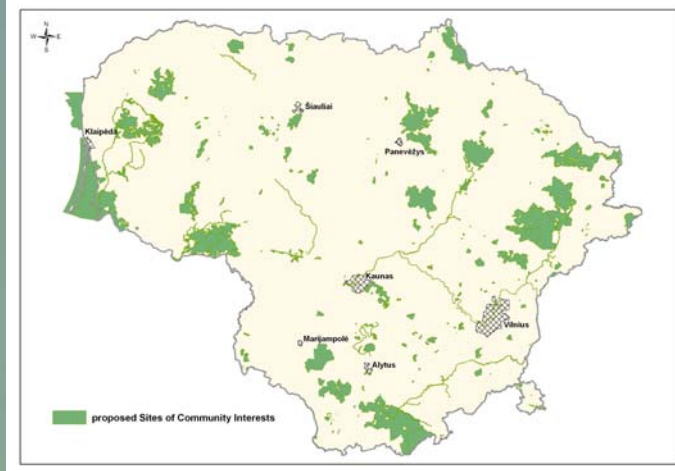 N
W E
S
Šiauliai
Klaipėda
Panevėžys
Kaunas
Vilnius
Marijampolė
Alytus
proposed Sites of Community Interests